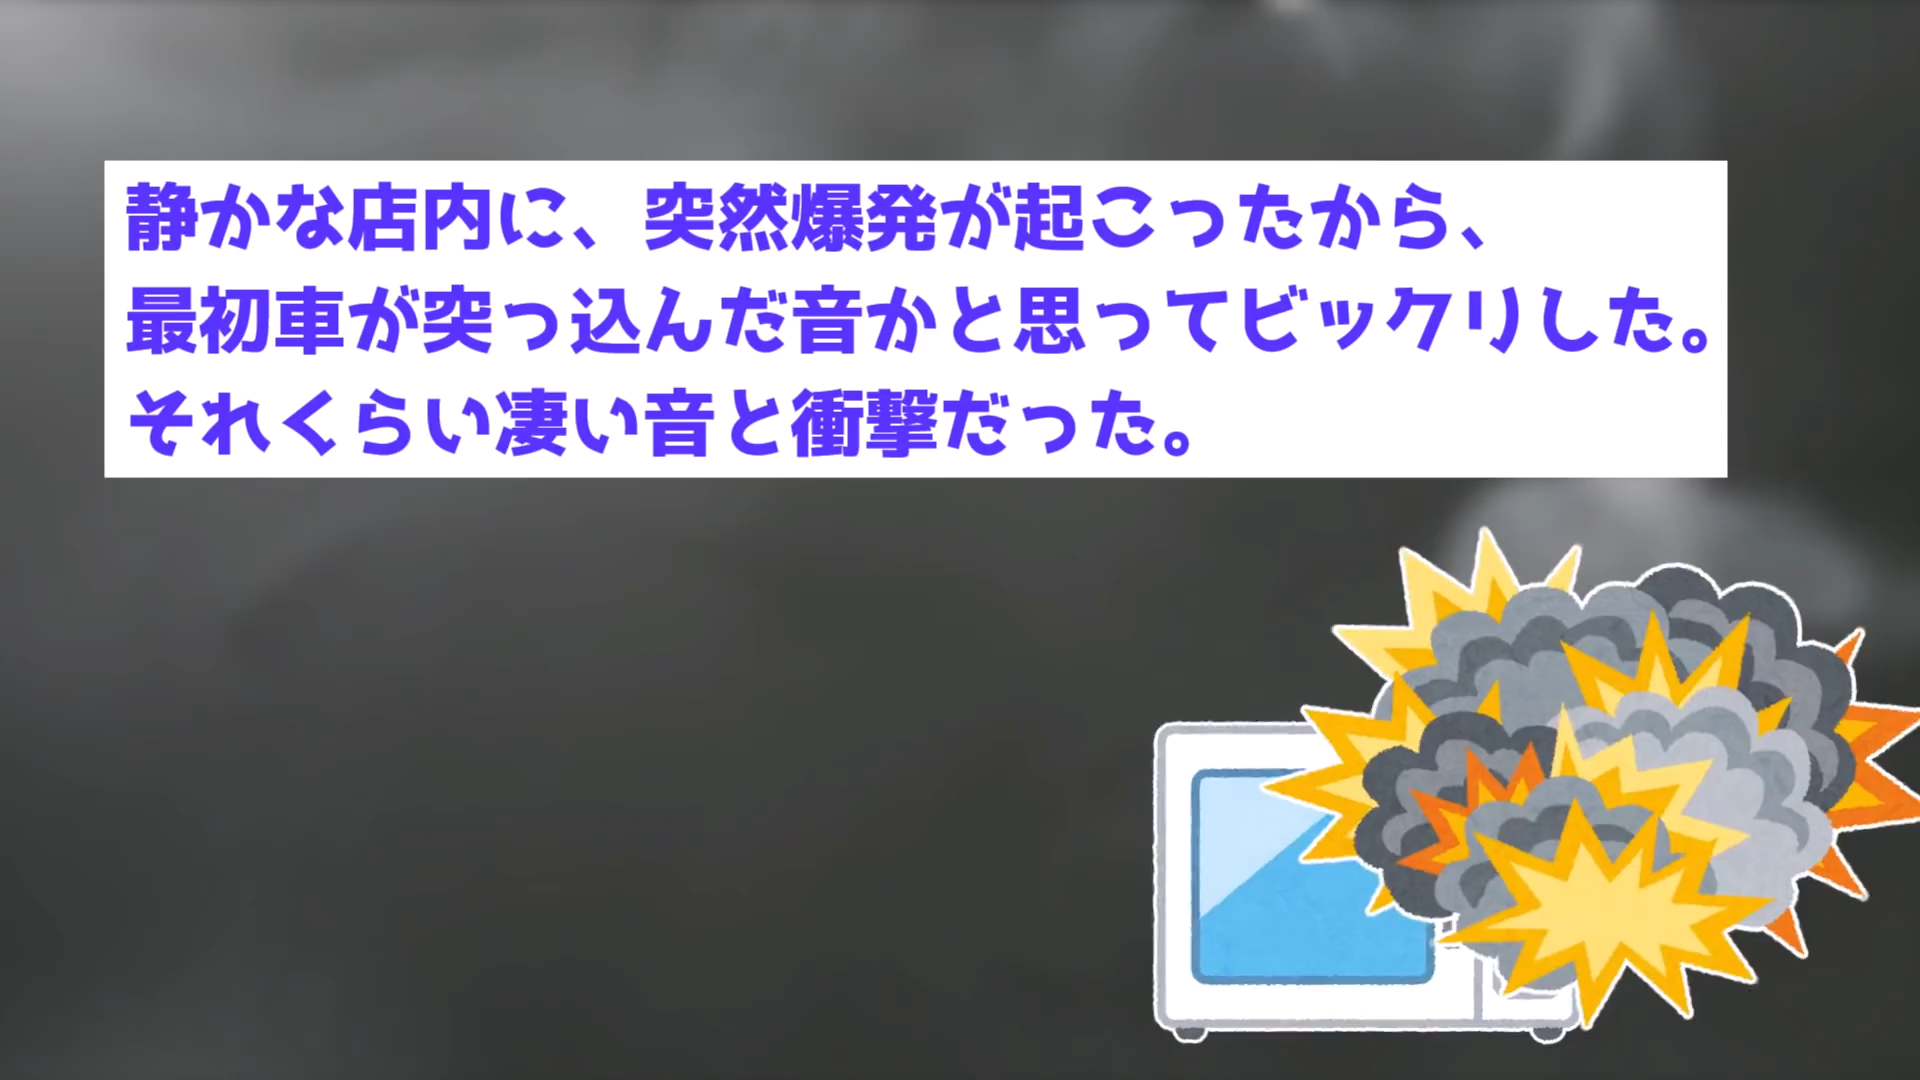 静かな店内に、突然爆発が起こったから、
最初車が突っ込んだ音かと思ってビックリした。
それくらい凄い音と衝撃だった。